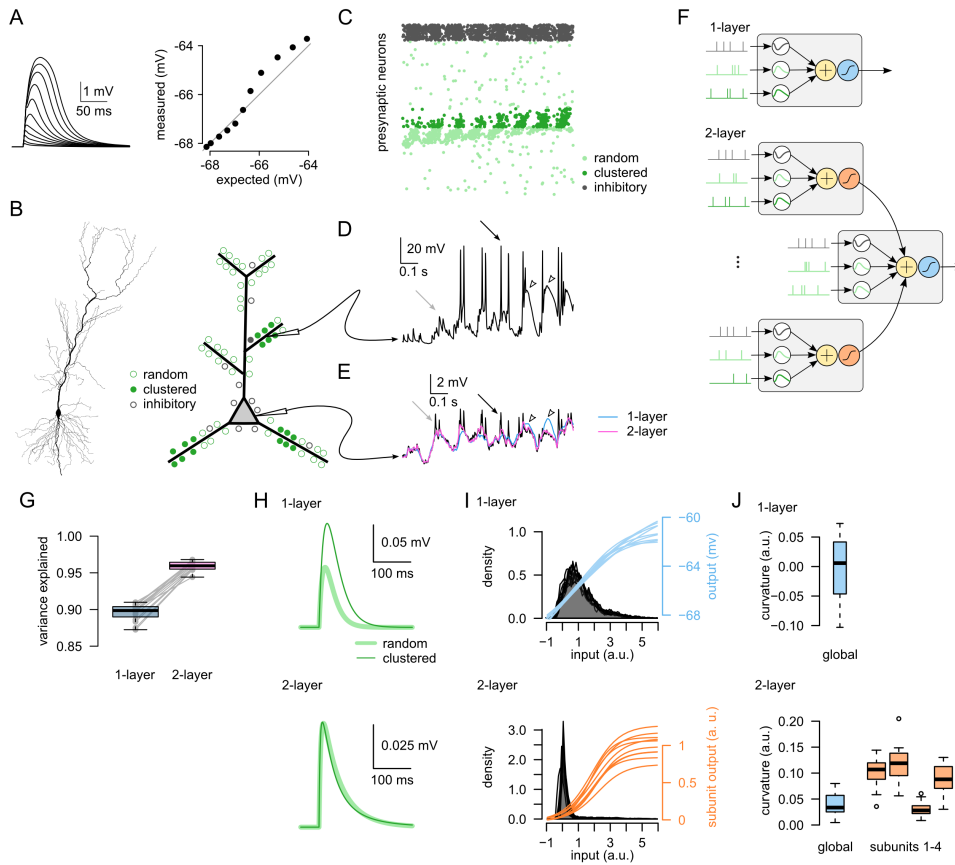 A
1 mV
50 ms
measured (mV)
-64
-66
-68
-68
-66
-64
expected (mV)
B
random
clustered
inhibitory
C
presynaptic neurons
random
clustered
inhibitory
D
20 mV
0.1 s
E
2 mV
0.1 s
1-layer
2-layer
F
1-layer
2-layer
...
G
variance explained
1.00
0.95
0.90
0.85
1-layer
2-layer
H
1-layer
0.05 mV
100 ms
random
clustered
2-layer
0.025 mV
100 ms
I
1-layer
density
1.0
0.5
0.0
−1
1
3
5
input (a.u.)
−60
−64
−68
output (mv)
2-layer
density
3.0
2.0
1.0
0.0
−1
1
3
5
input (a.u.)
1
0.5
0
subunit output (a. u.)
J
1-layer
curvature (a.u.)
0.05
0.00
−0.05
−0.10
global
2-layer
curvature (a.u.)
0.20
0.15
0.10
0.05
0.00
global
subunits 1-4